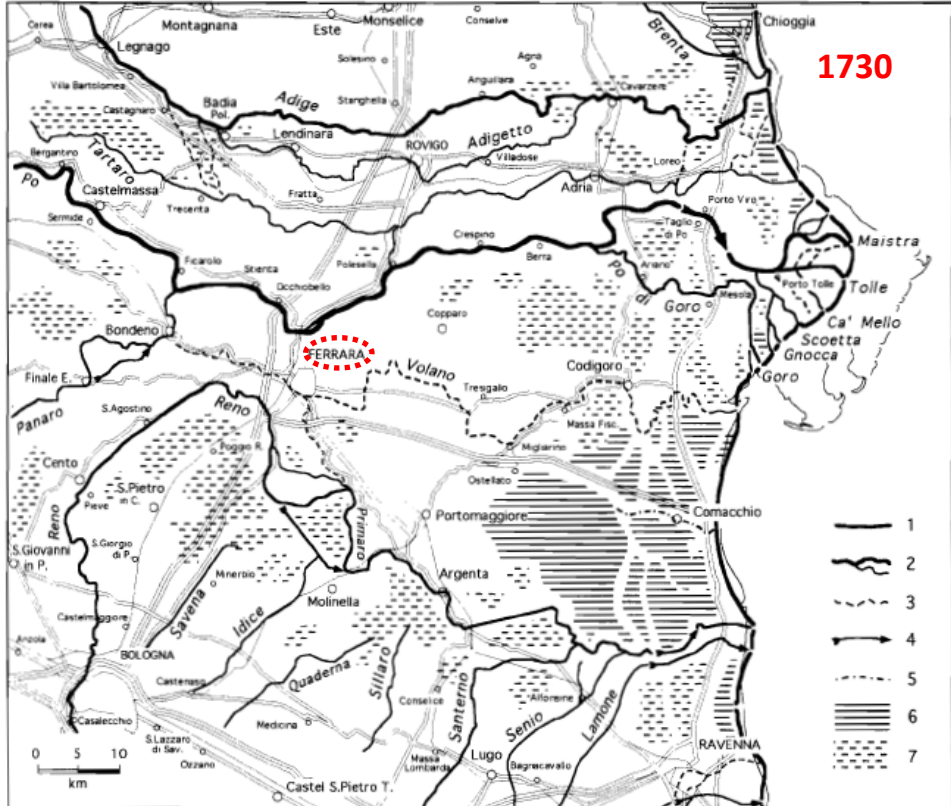 Cerea
Montagnana
Este
Monselice
Conselve
Chioggia
1730
Legnago
Solesino
Brenta
Agna
Villa Bartolomea
Castagnaro
Badia
Pol.
Adige
Stanghella
Anguillara
Cavarzere
Lendinara
ROVIGO
Adigetto
Villadose
Loreo
Bergantino
Tartaro
Po
Castelmassa
Trecenta
Fratta
Adria
Porto Viro
Sermide
Crespino
Berra
Taglio
di Po
Maistra
Ficarolo
Stienta
Polesella
Ariano
Po
di
Goro
Occhiobello
Mesola
Porto Tolle
Tolle
Copparo
Ca' Mello
Scoetta
Gnocca
Goro
Bondeno
FERRARA
Volano
Codigoro
Finale E.
Tresigallo
Panaro
S.Agostino
Reno
Massa Fisc.
Poggio R.
Migliarino
Cento
Ostellato
Pieve
S.Pietro
in C.
Reno
Primaro
Portomaggiore
Comacchio
1
S.Giovanni
in P.
S.Giorgio
di P.
2
Minerbio
Argenta
3
Molinella
Savena
Idice
4
Castelmaggiore
Anzola
BOLOGNA
Castenaso
Quaderna
Sillaro
5
Conselice
Santerno
Senio
Alfonsine
Lamone
6
Casalecchio
Medicina
S.Lazzaro
di Sav.
Ozzano
RAVENNA
7
0 5 10
km
Massa
Lombarda
Lugo
Bagnacavallo
Castel S.Pietro T.